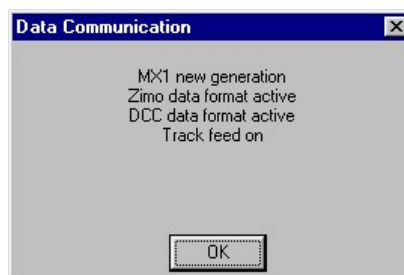 Data Communication
MX1 new generation
Zimo data format active
DCC data format active
Track feed on
OK